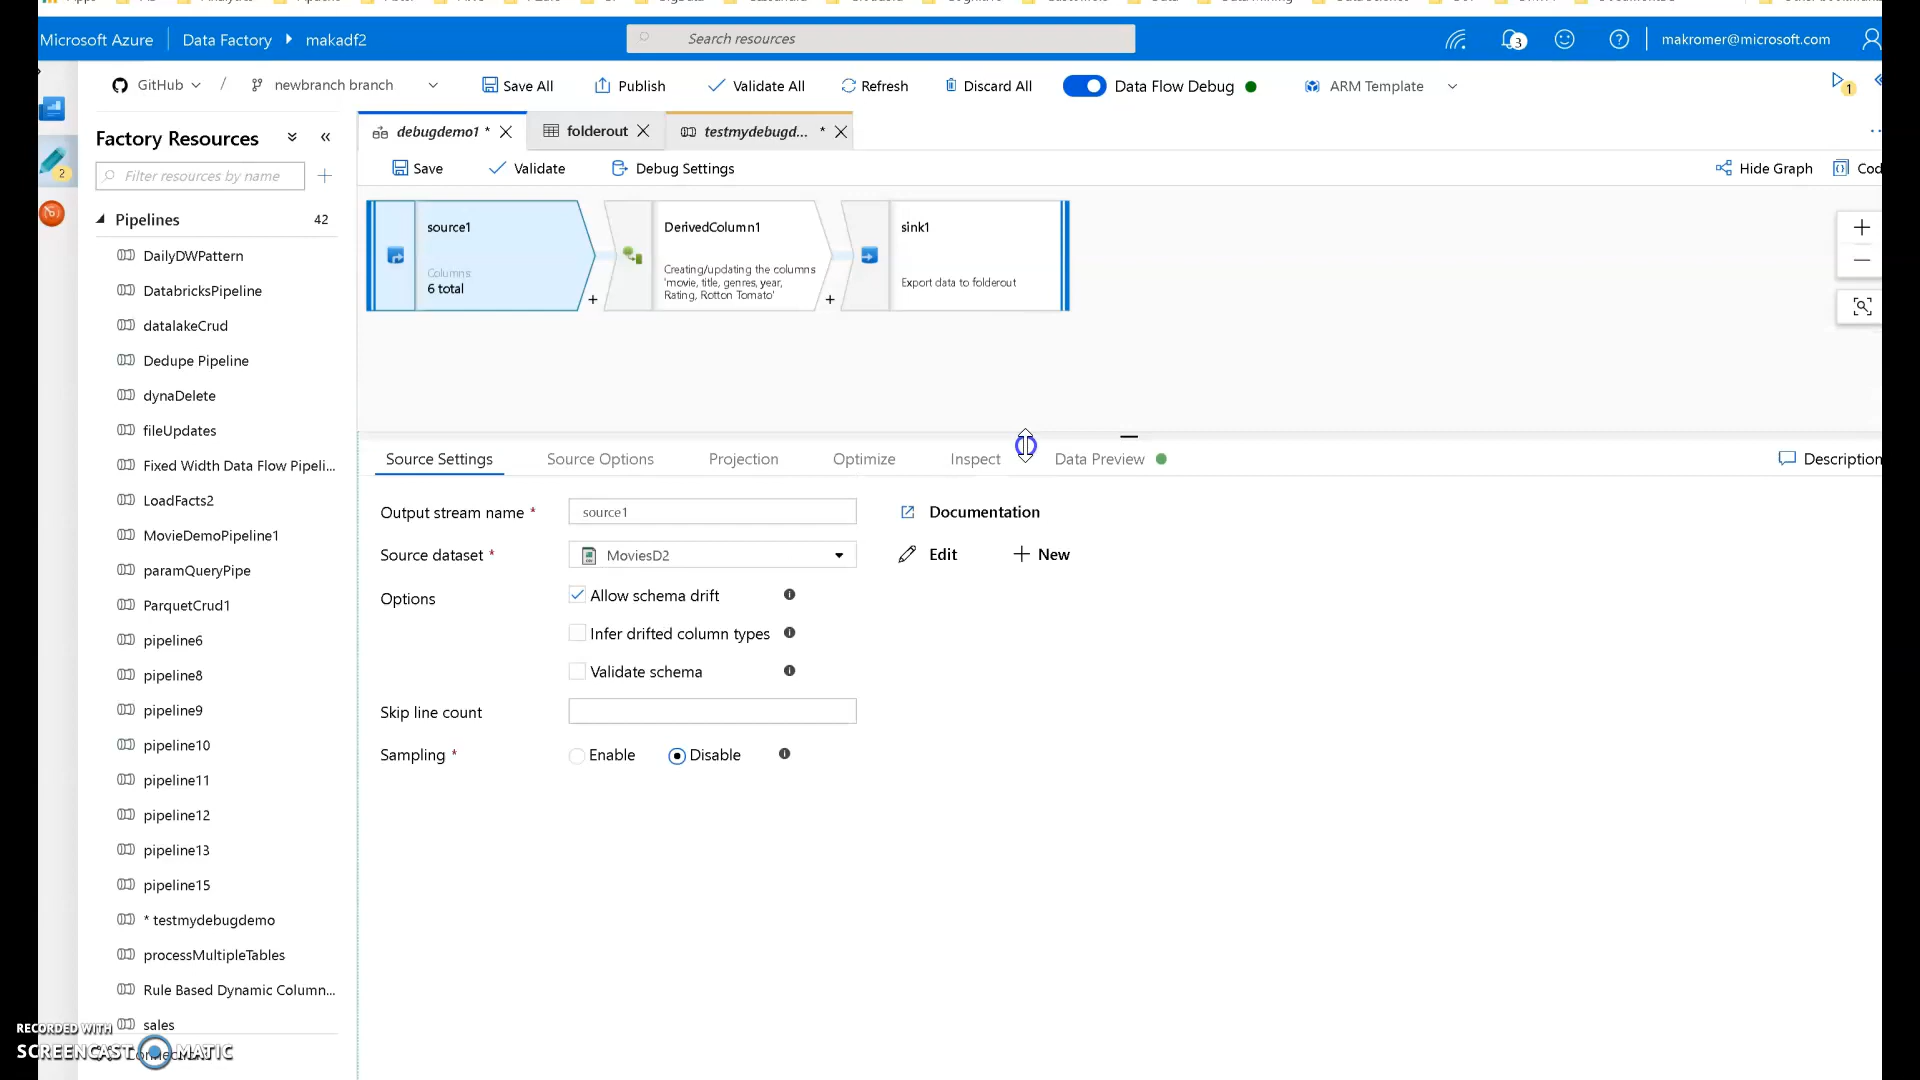 Microsoft Azure
Data Factory
makadf2
Search resources
3
makromer@microsoft.com
GitHub
/
newbranch branch
Save All
Publish
Validate All
Refresh
Discard All
Data Flow Debug
ARM Template
1
2
Factory Resources
Filter resources by name
Pipelines
42
DailyDWPattern
DatabricksPipeline
datalakeCrud
Dedupe Pipeline
dynaDelete
fileUpdates
Fixed Width Data Flow Pipeli...
LoadFacts2
MovieDemoPipeline1
paramQueryPipe
ParquetCrud1
pipeline6
pipeline8
pipeline9
pipeline10
pipeline11
pipeline12
pipeline13
pipeline15
* testmydebugdemo
processMultipleTables
Rule Based Dynamic Column...
sales
debugdemo1 *
folderout
testmydebugd... *
Save
Validate
Debug Settings
Hide Graph
Cod
source1
Columns:
6 total
DerivedColumn1
Creating/updating the columns
'movie, title, genres, year,
Rating, Rotton Tomato'
sink1
Export data to folderout
Source Settings
Source Options
Projection
Optimize
Inspect
Data Preview
Description
Output stream name *
source1
Documentation
Source dataset *
MoviesD2
Edit
New
Options
Allow schema drift
Infer drifted column types
Validate schema
Skip line count
Sampling *
Enable
Disable
RECORDED WITH
SCREENCAST MATIC